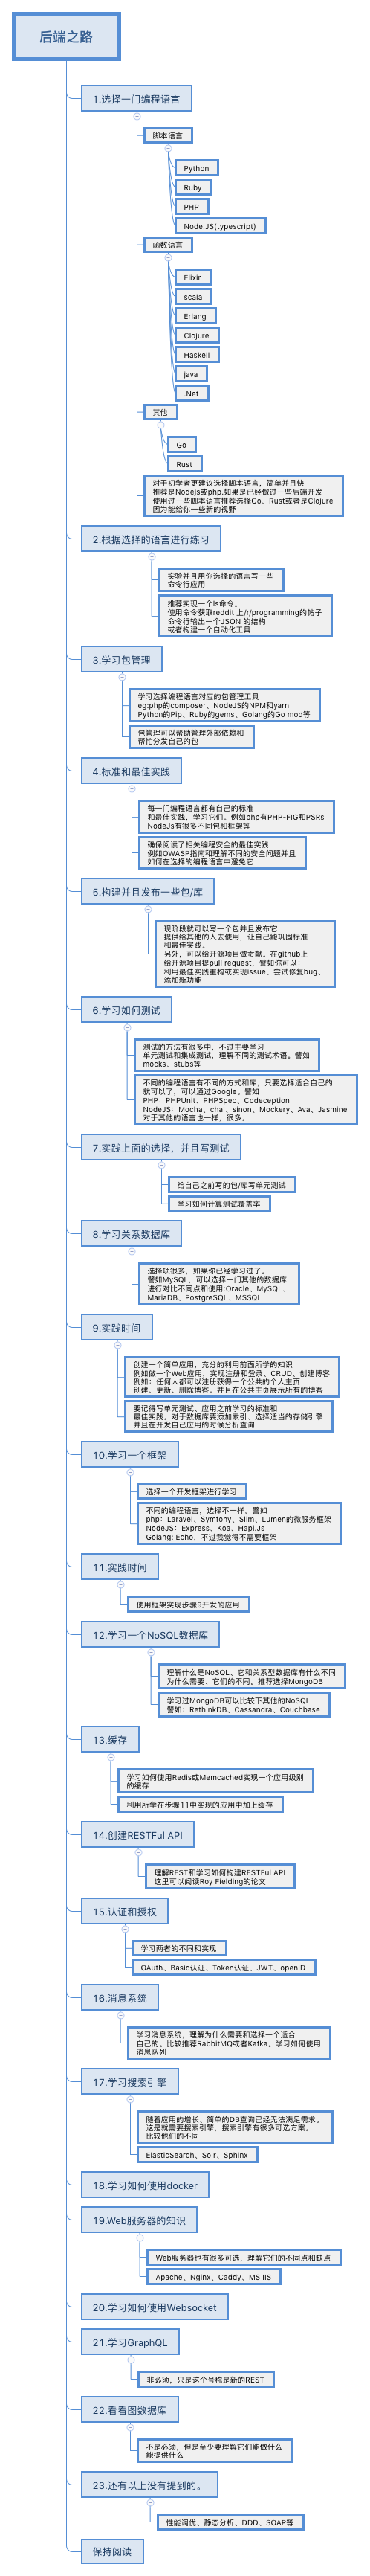 后端之路
1.选择一门编程语言
脚本语言
Python
Ruby
PHP
Node.JS(typescript)
函数语言
Elixir
scala
Erlang
Clojure
Haskell
java
.Net
其他
Go
Rust
对于初学者更建议选择脚本语言，简单并且快
推荐是Nodejs或php.如果是已经做过一些后端开发
使用过一些脚本语言推荐选择Go、Rust或者是Clojure
因为能给你一些新的视野
2.根据选择的语言进行练习
实验并且用你选择的语言写一些
命令行应用
推荐实现一个ls命令。
使用命令获取reddit 上/r/programming的帖子
命令行输出一个JSON 的结构
或者构建一个自动化工具
3.学习包管理
学习选择编程语言对应的包管理工具
eg:php的composer、NodeJS的NPM和yarn
Python的Pip、Ruby的gems、Golang的Go mod等
包管理可以帮助管理外部依赖和
帮忙分发自己的包
4.标准和最佳实践
每一门编程语言都有自己的标准
和最佳实践，学习它们。例如php有PHP-FIG和PSRs
NodeJs有很多不同包和框架等
确保阅读了相关编程安全的最佳实践
例如OWASP指南和理解不同的安全问题并且
如何在选择的编程语言中避免它
5.构建并且发布一些包/库
现阶段就可以写一个包并且发布它
提供给其他的人去使用，让自己能巩固标准
和最佳实践。
另外，可以给开源项目做贡献。在github上
给开源项目提pull request，譬如你可以：
利用最佳实践重构或实现issue、尝试修复bug、
添加新功能
6.学习如何测试
测试的方法有很多中，不过主要学习
单元测试和集成测试，理解不同的测试术语。譬如
mocks、stubs等
不同的编程语言有不同的方式和库，只要选择适合自己的
就可以了，可以通过Google。譬如
PHP：PHPUnit、PHPSpec、Codeception
NodeJS：Mocha、chai、sinon、Mockery、Ava、Jasmine
对于其他的语言也一样，很多。
7.实践上面的选择，并且写测试
给自己之前写的包/库写单元测试
学习如何计算测试覆盖率
8.学习关系数据库
选择项很多，如果你已经学习过了。
譬如MySQL，可以选择一门其他的数据库
进行对比不同点和使用:Oracle、MySQL、
MariaDB、PostgreSQL、MSSQL
9.实践时间
创建一个简单应用，充分的利用前面所学的知识
例如做一个Web应用，实现注册和登录、CRUD、创建博客
例如：任何人都可以注册获得一个公共的个人主页
创建、更新、删除博客。并且在公共主页展示所有的博客
要记得写单元测试、应用之前学习的标准和
最佳实践。对于数据库要添加索引、选择适当的存储引擎
并且在开发自己应用的时候分析查询
10.学习一个框架
选择一个开发框架进行学习
不同的编程语言，选择不一样。譬如
php：Laravel、Symfony、Slim、Lumen的微服务框架
NodeJS：Express、Koa、Hapi.Js
Golang: Echo，不过我觉得不需要框架
11.实践时间
使用框架实现步骤9开发的应用
12.学习一个NoSQL数据库
理解什么是NoSQL、它和关系型数据库有什么不同
为什么需要、它们的不同。推荐选择MongoDB
学习过MongoDB可以比较下其他的NoSQL
譬如：RethinkDB、Cassandra、Couchbase
13.缓存
学习如何使用Redis或Memcached实现一个应用级别
的缓存
利用所学在步骤11中实现的应用中加上缓存
14.创建RESTFul API
理解REST和学习如何构建RESTFul API
这里可以阅读Roy Fielding的论文
15.认证和授权
学习两者的不同和实现
OAuth、Basic认证、Token认证、JWT、openID
16.消息系统
学习消息系统，理解为什么需要和选择一个适合
自己的。比较推荐RabbitMQ或者Kafka。学习如何使用
消息队列
17.学习搜索引擎
随着应用的增长、简单的DB查询已经无法满足需求。
这是就需要搜索引擎，搜索引擎有很多可选方案。
比较他们的不同
ElasticSearch、Solr、Sphinx
18.学习如何使用docker
19.Web服务器的知识
Web服务器也有很多可选，理解它们的不同点和缺点
Apache、Nginx、Caddy、MS IIS
20.学习如何使用Websocket
21.学习GraphQL
非必须，只是这个号称是新的REST
22.看看图数据库
不是必须，但是至少要理解它们能做什么
能提供什么
23.还有以上没有提到的。
性能调优、静态分析、DDD、SOAP等
保持阅读